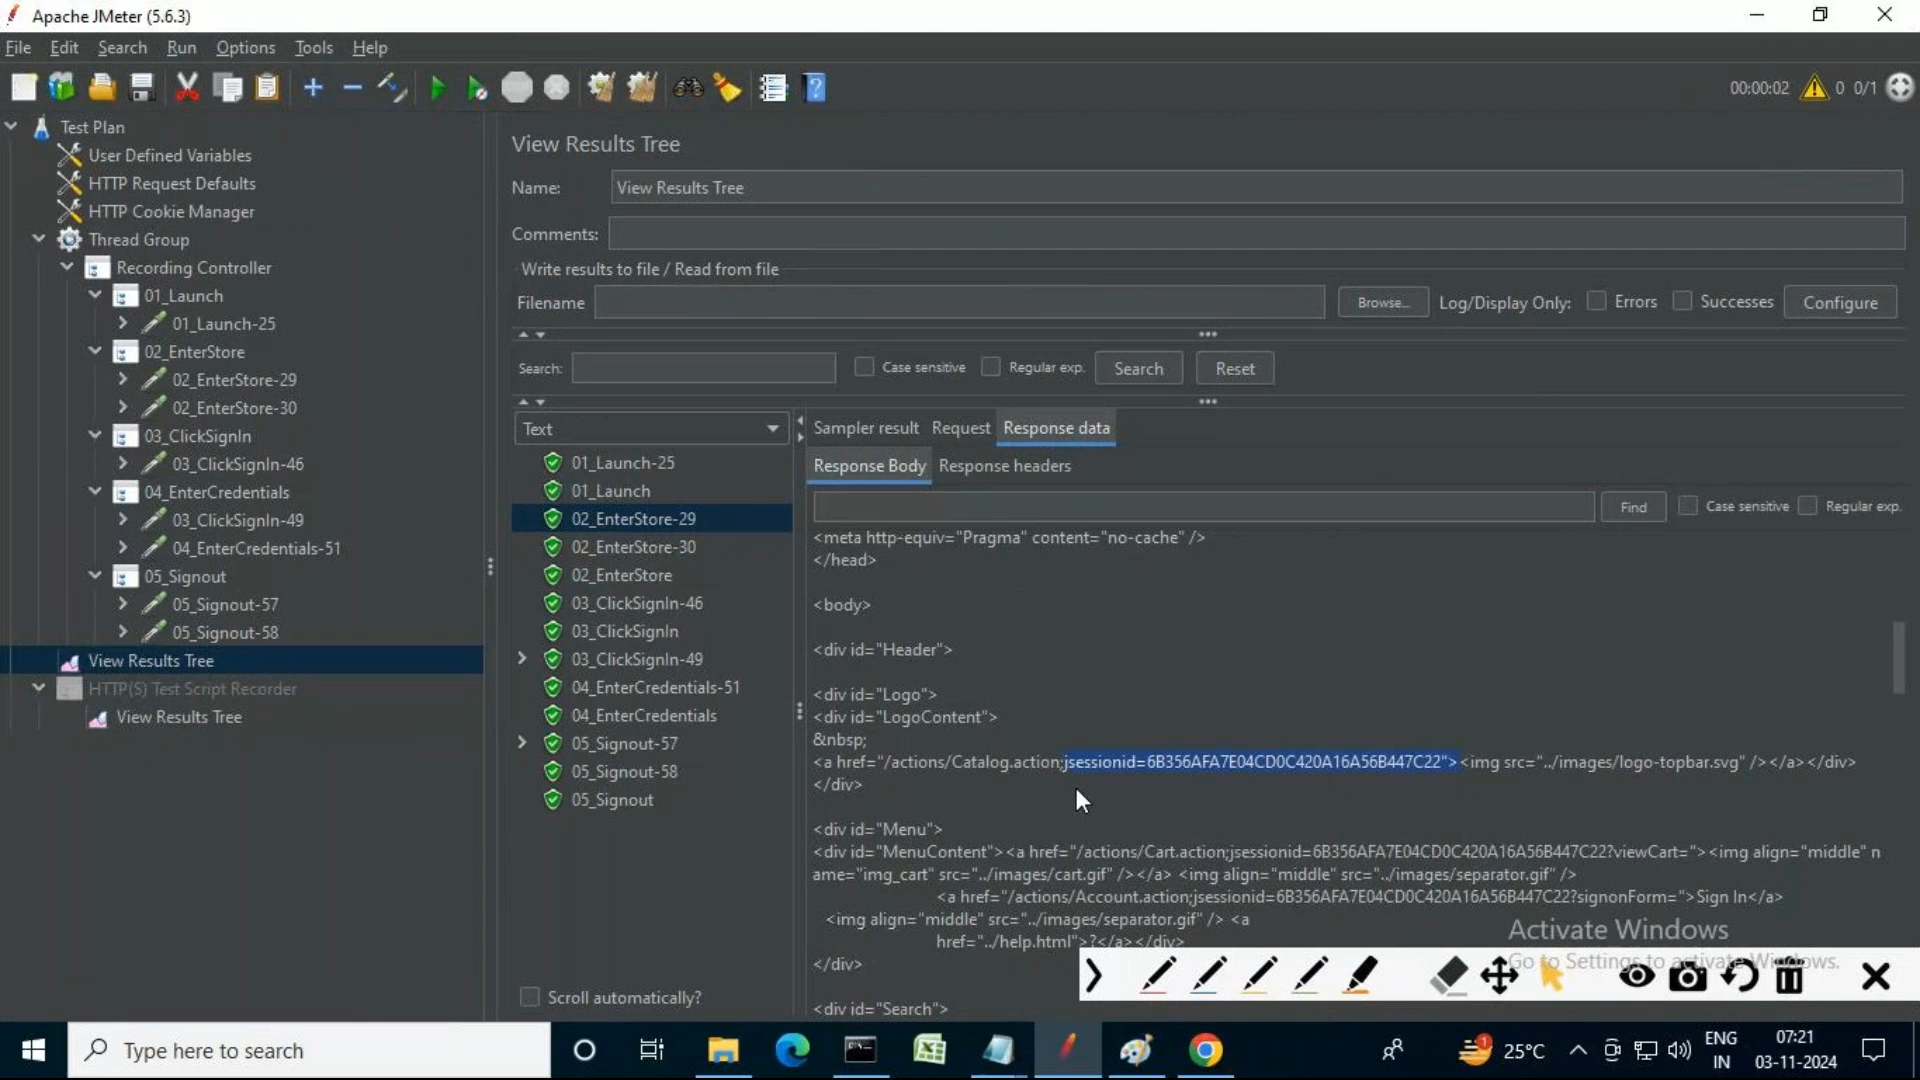 Apache JMeter (5.6.3)
File Edit Search Run Options Tools Help
00:00:02 0 0/1
Test Plan
User Defined Variables
HTTP Request Defaults
HTTP Cookie Manager
Thread Group
Recording Controller
01_Launch
01_Launch-25
02_EnterStore
02_EnterStore-29
02_EnterStore-30
03_ClickSignIn
03_ClickSignIn-46
04_EnterCredentials
03_ClickSignIn-49
04_EnterCredentials-51
05_Signout
05_Signout-57
05_Signout-58
View Results Tree
HTTP(S) Test Script Recorder
View Results Tree
View Results Tree
Name: View Results Tree
Comments:
Write results to file / Read from file
Filename Browse... Log/Display Only: Errors Successes Configure
Search: Case sensitive Regular exp. Search Reset
Text
01_Launch-25
01_Launch
02_EnterStore-29
02_EnterStore-30
02_EnterStore
03_ClickSignIn-46
03_ClickSignIn
03_ClickSignIn-49
04_EnterCredentials-51
04_EnterCredentials
05_Signout-57
05_Signout-58
05_Signout
Scroll automatically?
Sampler result Request Response data
Response Body Response headers
Find Case sensitive Regular exp.
<meta http-equiv="Pragma" content="no-cache" />
</head>
<body>
<div id="Header">
<div id="Logo">
<div id="LogoContent">
&nbsp;
<a href="/actions/Catalog.action;jsessionid=6B356AFA7E04CD0C420A16A56B447C22"><img src="../images/logo-topbar.svg" /></a></div>
</div>
<div id="Menu">
<div id="MenuContent"><a href="/actions/Cart.action;jsessionid=6B356AFA7E04CD0C420A16A56B447C22?viewCart="><img align="middle" n
ame="img_cart" src="../images/cart.gif" /></a> <img align="middle" src="../images/separator.gif" />
<a href="/actions/Account.action;jsessionid=6B356AFA7E04CD0C420A16A56B447C22?signonForm=">Sign In</a>
<img align="middle" src="../images/separator.gif" /> <a
href="../help.html">?</a></div>
</div>
<div id="Search">
Activate Windows
Go to Settings to activate Windows.
Type here to search
1
25°C
ENG
IN
07:21
03-11-2024